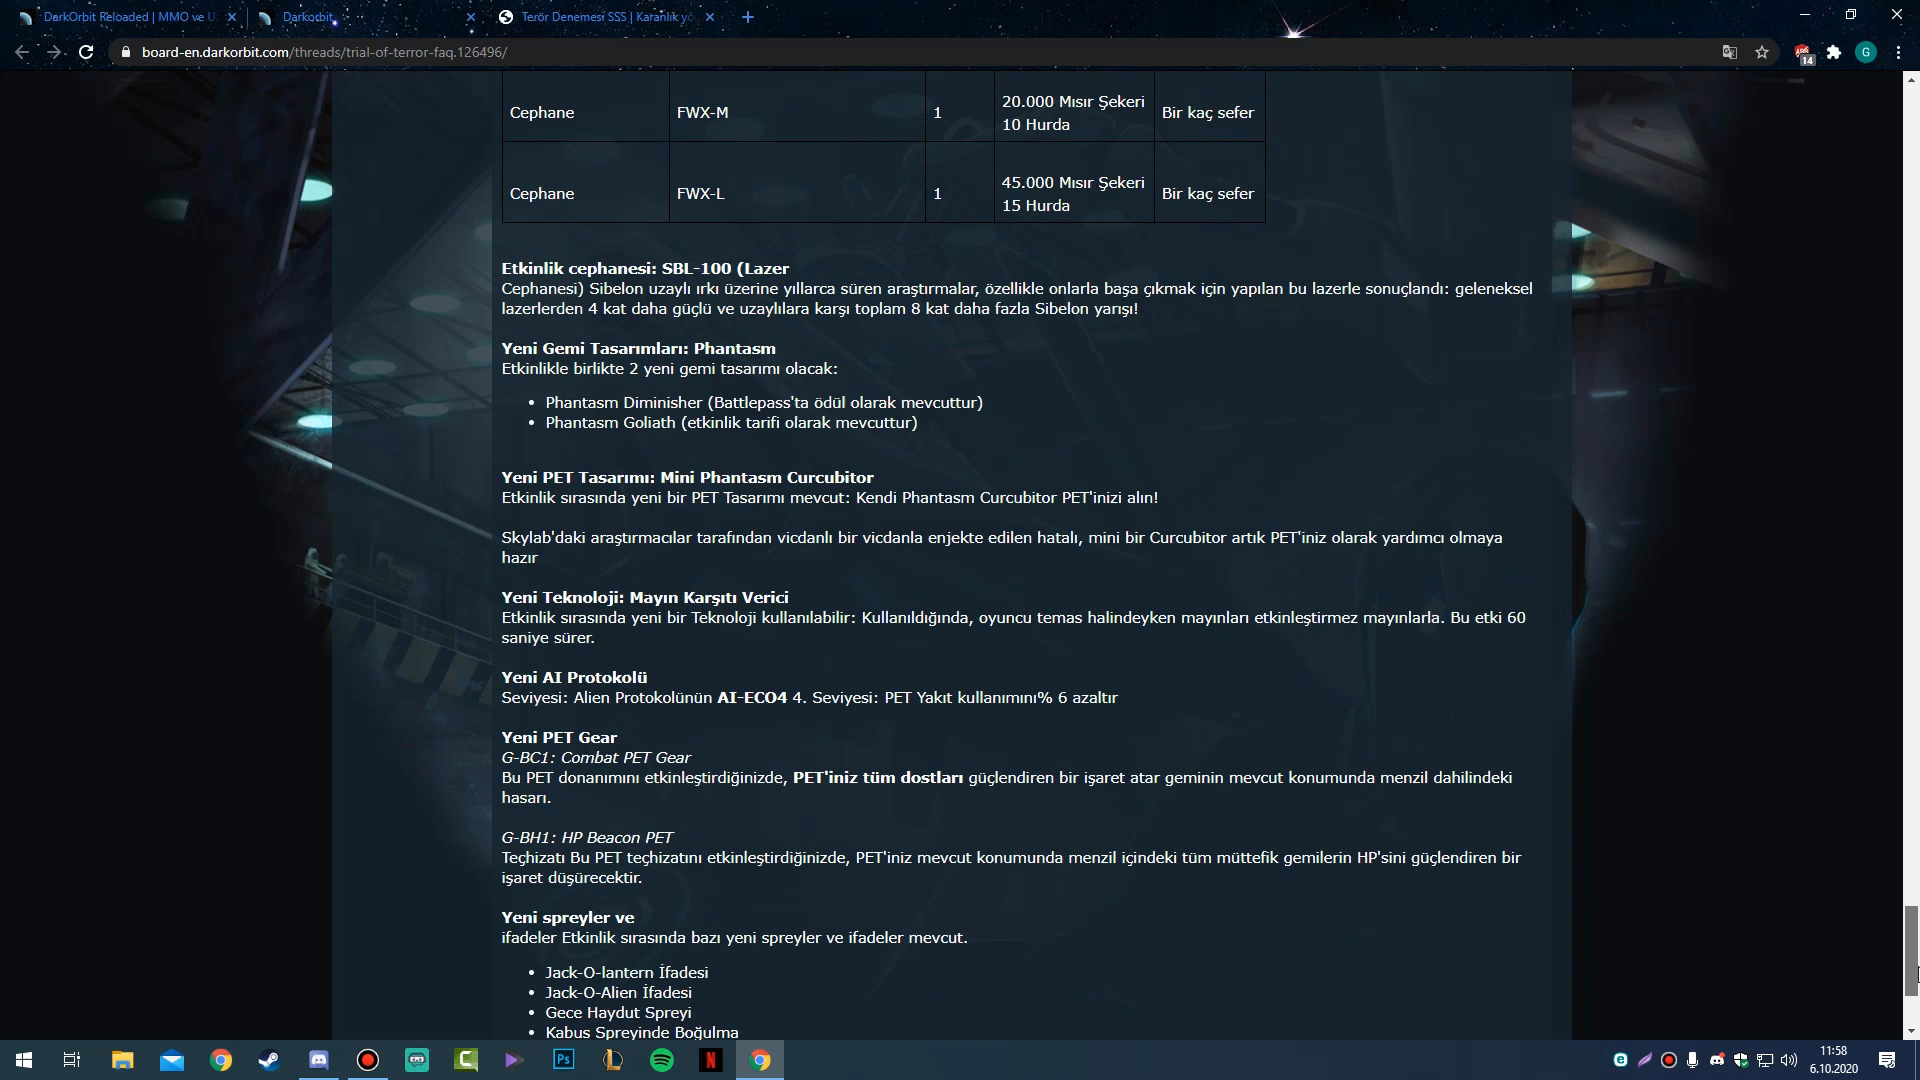 DarkOrbit Reloaded | MMO ve U
Darkorbit
Terör Denemesi SSS | Karanlık yö
board-en.darkorbit.com/threads/trial-of-terror-faq.126496/
14
G
Cephane FWX-M 1 20.000 Mısır Şekeri Bir kaç sefer
10 Hurda
Cephane FWX-L 1 45.000 Mısır Şekeri Bir kaç sefer
15 Hurda
Etkinlik cephanesi: SBL-100 (Lazer
Cephanesi) Sibelon uzaylı ırkı üzerine yıllarca süren araştırmalar, özellikle onlarla başa çıkmak için yapılan bu lazerle sonuçlandı: geleneksel
lazerlerden 4 kat daha güçlü ve uzaylılara karşı toplam 8 kat daha fazla Sibelon yarışı!
Yeni Gemi Tasarımları: Phantasm
Etkinlikle birlikte 2 yeni gemi tasarımı olacak:
• Phantasm Diminisher (Battlepass'ta ödül olarak mevcuttur)
• Phantasm Goliath (etkinlik tarifi olarak mevcuttur)
Yeni PET Tasarımı: Mini Phantasm Curcubitor
Etkinlik sırasında yeni bir PET Tasarımı mevcut: Kendi Phantasm Curcubitor PET'inizi alın!
Skylab'daki araştırmacılar tarafından vicdanlı bir vicdanla enjekte edilen hatalı, mini bir Curcubitor artık PET'iniz olarak yardımcı olmaya
hazır
Yeni Teknoloji: Mayın Karşıtı Verici
Etkinlik sırasında yeni bir Teknoloji kullanılabilir: Kullanıldığında, oyuncu temas halindeyken mayınları etkinleştirmez mayınlarla. Bu etki 60
saniye sürer.
Yeni AI Protokolü
Seviyesi: Alien Protokolünün AI-ECO4 4. Seviyesi: PET Yakıt kullanımını% 6 azaltır
Yeni PET Gear
G-BC1: Combat PET Gear
Bu PET donanımını etkinleştirdiğinizde, PET'iniz tüm dostları güçlendiren bir işaret atar geminin mevcut konumunda menzil dahilindeki
hasarı.
G-BH1: HP Beacon PET
Teçhizatı Bu PET teçhizatını etkinleştirdiğinizde, PET'iniz mevcut konumunda menzil içindeki tüm müttefik gemilerin HP'sini güçlendiren bir
işaret düşürecektir.
Yeni spreyler ve
ifadeler Etkinlik sırasında bazı yeni spreyler ve ifadeler mevcut.
• Jack-O-lantern İfadesi
• Jack-O-Alien İfadesi
• Gece Haydut Spreyi
• Kabus Spreyinde Boğulma
Ps
N
11:58
6.10.2020